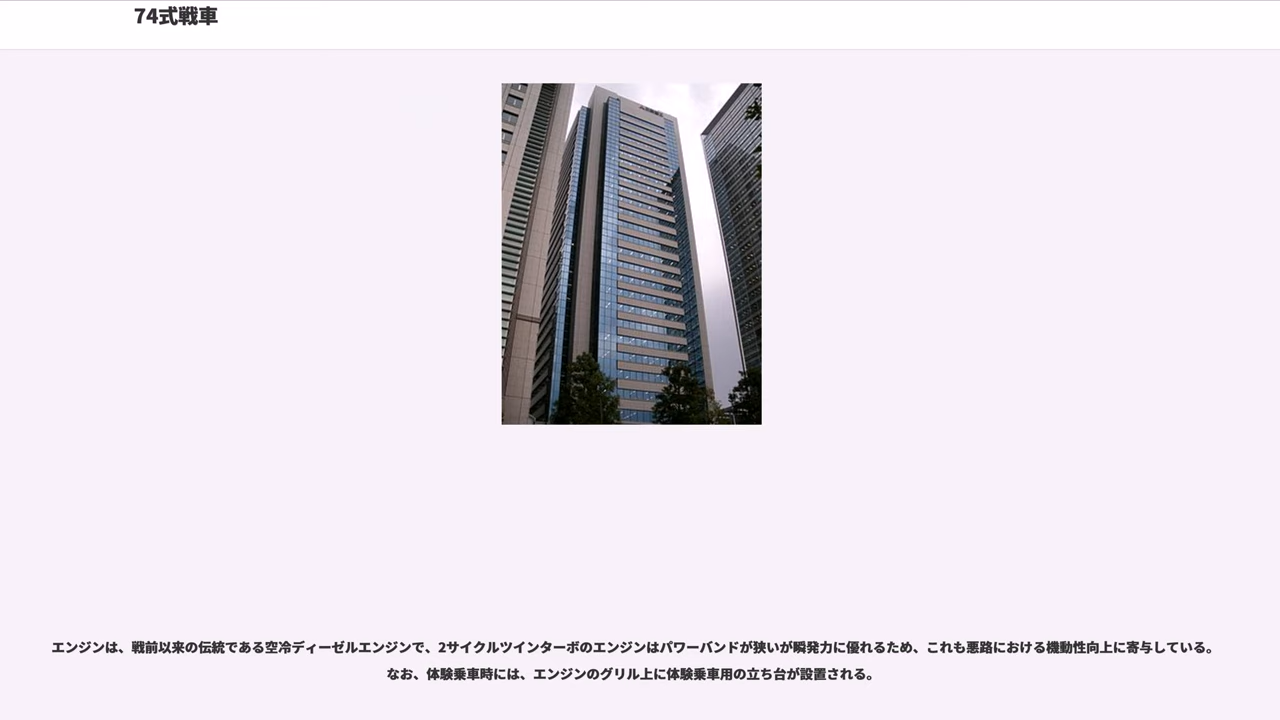 74式戦車
エンジンは、戦前以来の伝統である空冷ディーゼルエンジンで、2サイクルツインターボのエンジンはパワーバンドが狭いが瞬発力に優れるため、これも悪路における機動性向上に寄与している。
なお、体験乗車時には、エンジンのグリル上に体験乗車用の立ち台が設置される。